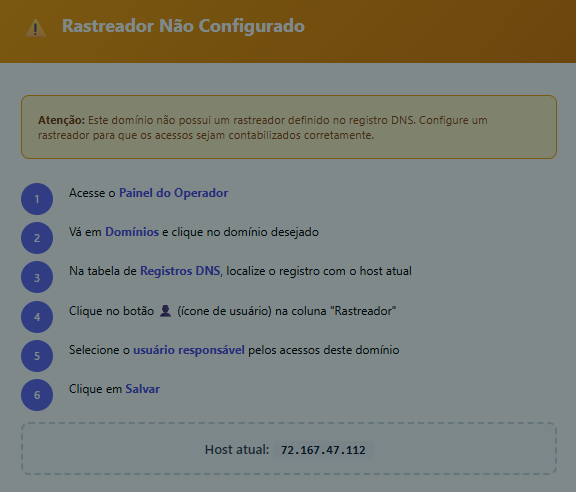 Rastreador Não Configurado
Atenção: Este domínio não possui um rastreador definido no registro DNS. Configure um
rastreador para que os acessos sejam contabilizados corretamente.
1 Acesse o Painel do Operador
2 Vá em Domínios e clique no domínio desejado
3 Na tabela de Registros DNS, localize o registro com o host atual
4 Clique no botão 👤 (ícone de usuário) na coluna "Rastreador"
5 Selecione o usuário responsável pelos acessos deste domínio
6 Clique em Salvar
Host atual: 72.167.47.112